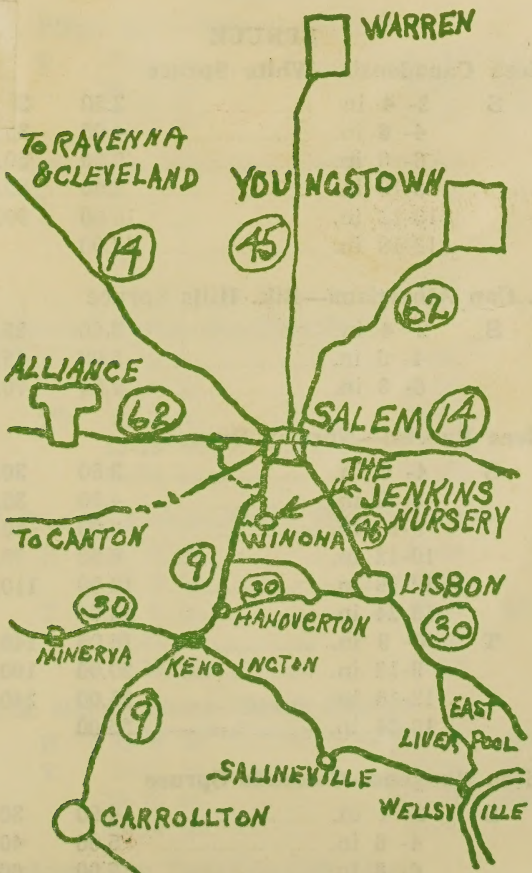 WARREN
TO RAVENNA
& CLEVELAND
YOUNGSTOWN
45
14
62
ALLIANCE
62
SALEM 14
THE
JENKINS
NURSERY
TO CANTON
WINONA
9
30
LISBON
30
HANOVERTON
30
MINERVA
KENSINGTON
EAST
LIVERPOOL
9
SALINEVILLE
WELLSVILLE
CARROLLTON